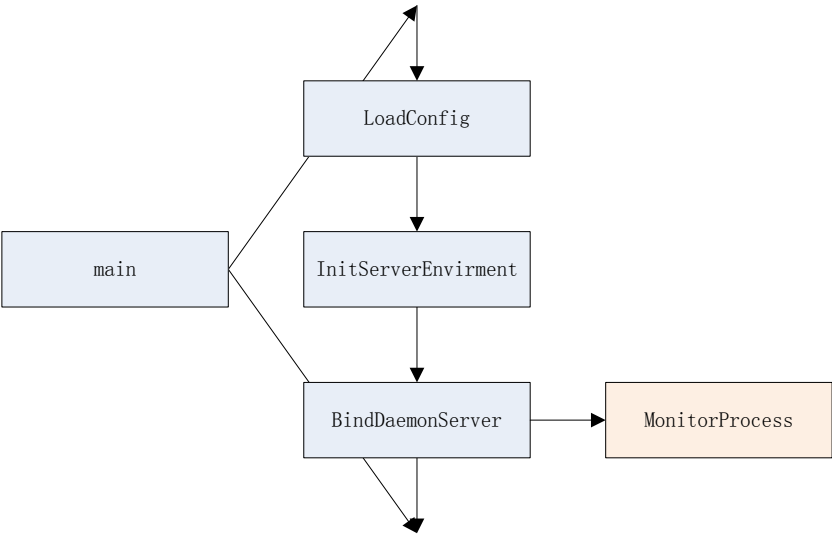 LoadConfig
main
InitServerEnvirment
BindDaemonServer
MonitorProcess